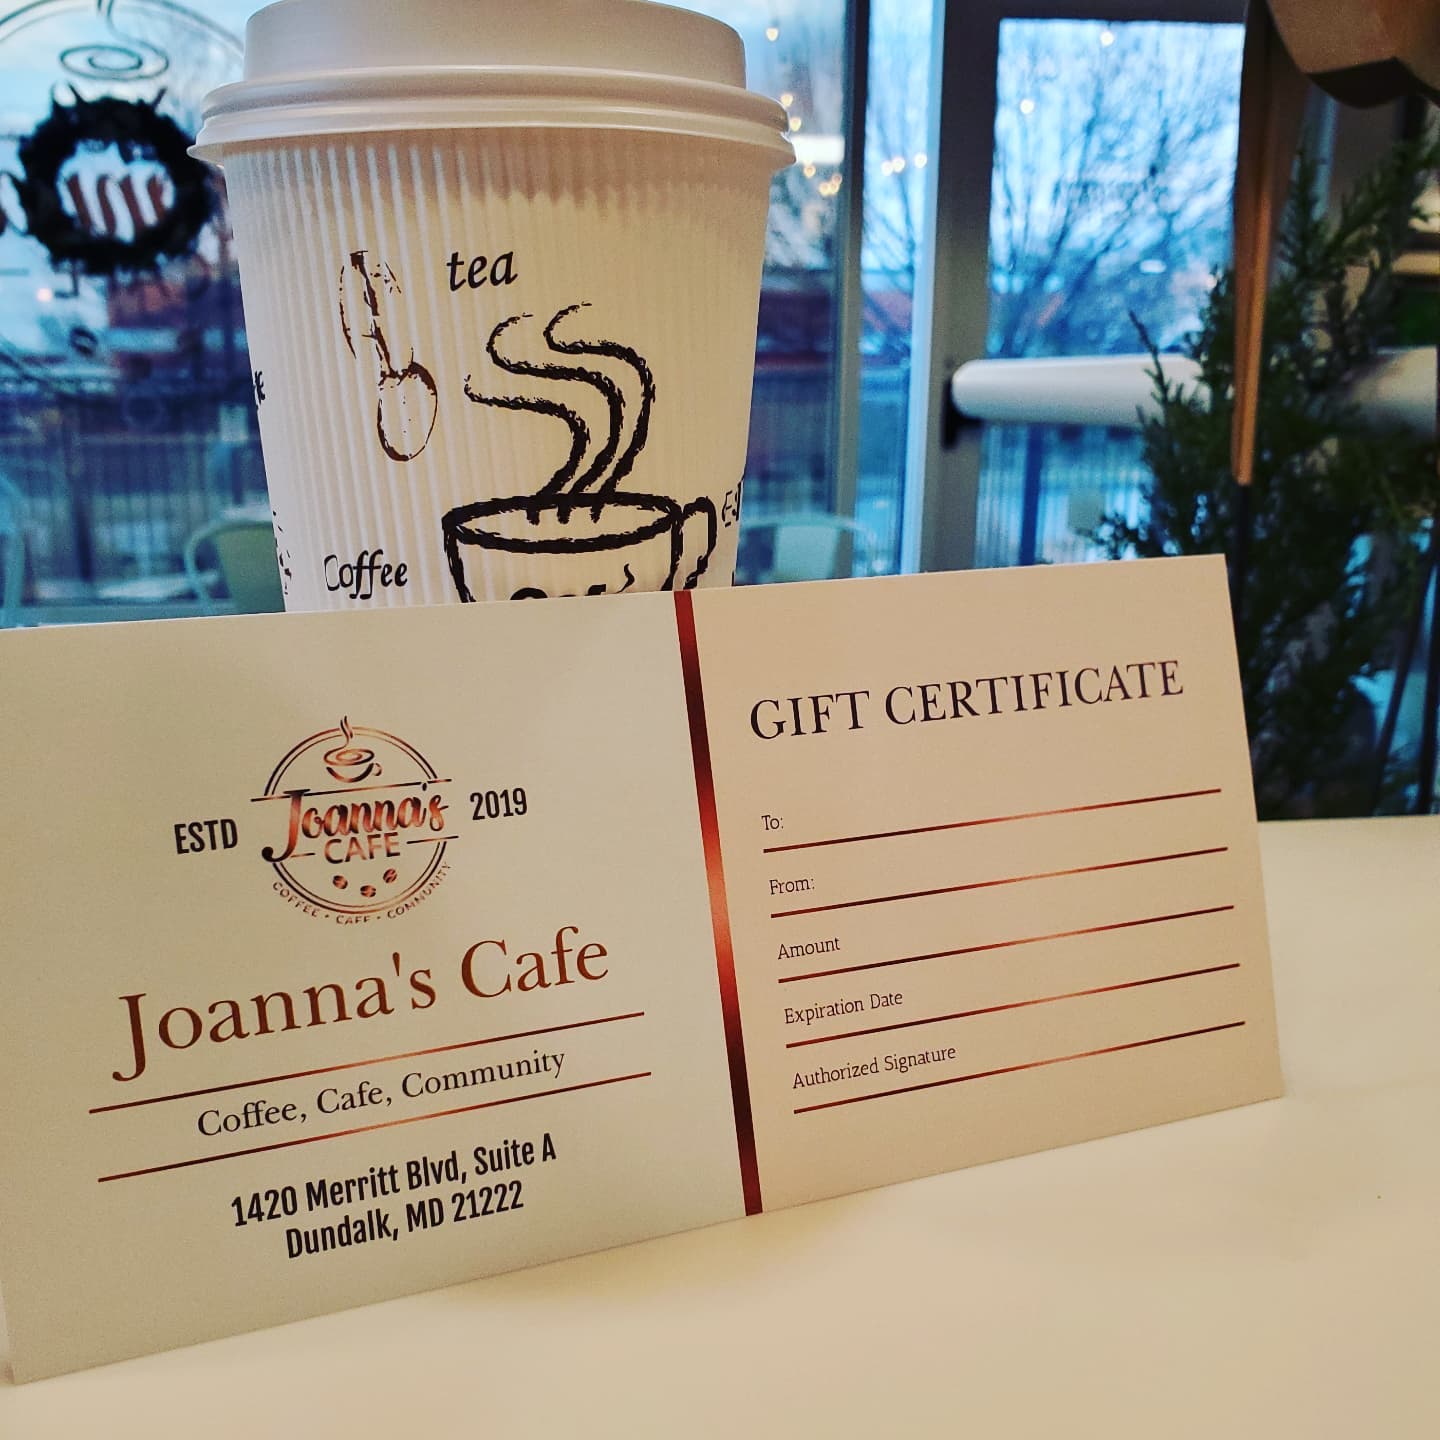 tea
Coffee
ESTD
Joanna's
CAFE
COFFEE • CAFE • COMMUNITY
2019
Joanna's Cafe
Coffee, Cafe, Community
1420 Merritt Blvd, Suite A
Dundalk, MD 21222
GIFT CERTIFICATE
To:
From:
Amount
Expiration Date
Authorized Signature